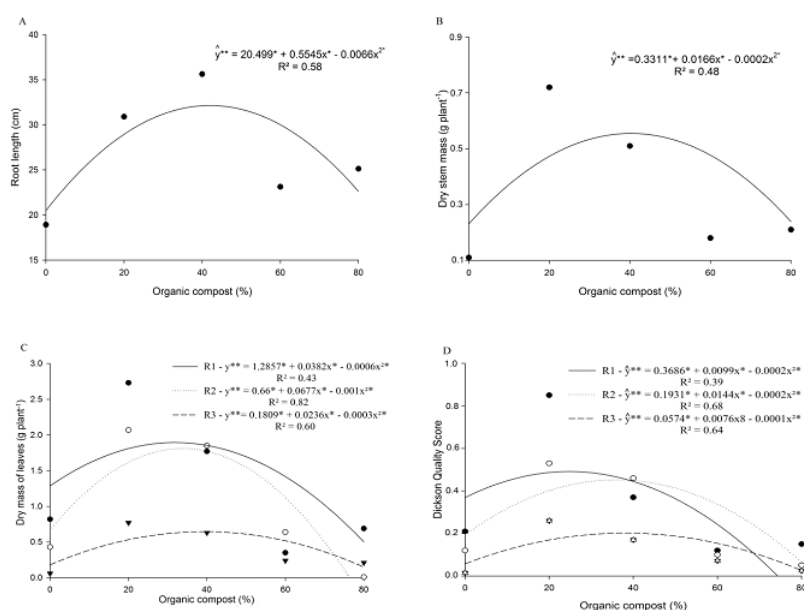 A
ŷ** = 20.499* + 0.5545x* - 0.0066x²*
R² = 0.58
Root length (cm)
40
35
30
25
20
15
0 20 40 60 80
Organic compost (%)
B
ŷ** =0.3311*+ 0.0166x* - 0.0002x²*
R² = 0.48
Dry stem mass (g plant⁻¹)
0.9
0.7
0.5
0.3
0.1
0 20 40 60 80
Organic compost (%)
C
R1 - y** = 1.2857* + 0.0382x* - 0.0006x²*
R² = 0.43
R2 - y** = 0.66* + 0.0677x* - 0.001x²*
R² = 0.82
R3 - y**= 0.1809* + 0.0236x* - 0.0003x²*
R² = 0.60
Dry mass of leaves (g plant⁻¹)
3.0
2.5
2.0
1.5
1.0
0.5
0.0
0 20 40 60 80
Organic compost (%)
D
R1 - ŷ** = 0.3686* + 0.0099x* - 0.0002x²*
R² = 0.39
R2 - ŷ** = 0.1931* + 0.0144x* - 0.0002x²*
R² = 0.68
R3 - ŷ** = 0.0574* + 0.0076x8 - 0.0001x²*
R² = 0.64
Dickson Quality Score
1.0
0.8
0.6
0.4
0.2
0.0
0 20 40 60 80
Organic compost (%)